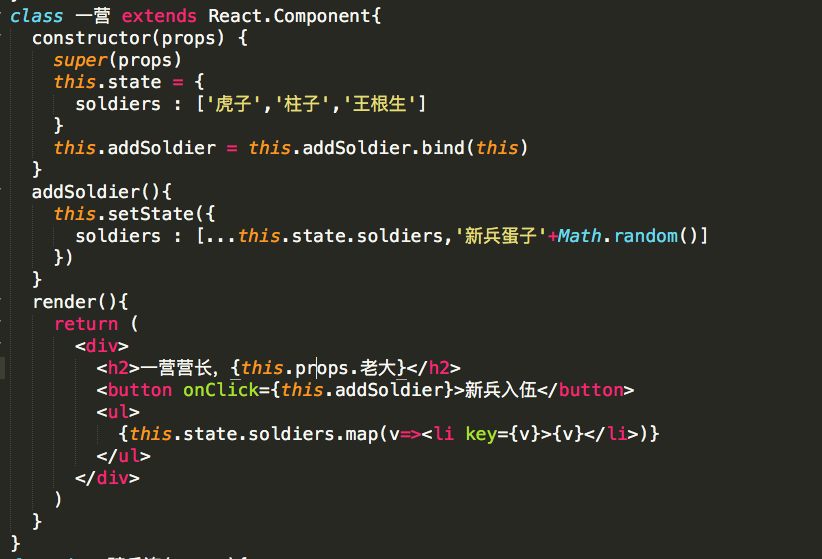 class 一营 extends React.Component{
  constructor(props) {
    super(props)
    this.state = {
      soldiers : ['虎子','柱子','王根生']
    }
    this.addSoldier = this.addSoldier.bind(this)
  }
  addSoldier(){
    this.setState({
      soldiers : [...this.state.soldiers,'新兵蛋子'+Math.random()]
    })
  }
  render(){
    return (
      <div>
        <h2>一营营长，{this.props.老大}</h2>
        <button onClick={this.addSoldier}>新兵入伍</button>
        <ul>
          {this.state.soldiers.map(v=><li key={v}>{v}</li>)}
        </ul>
      </div>
    )
  }
}